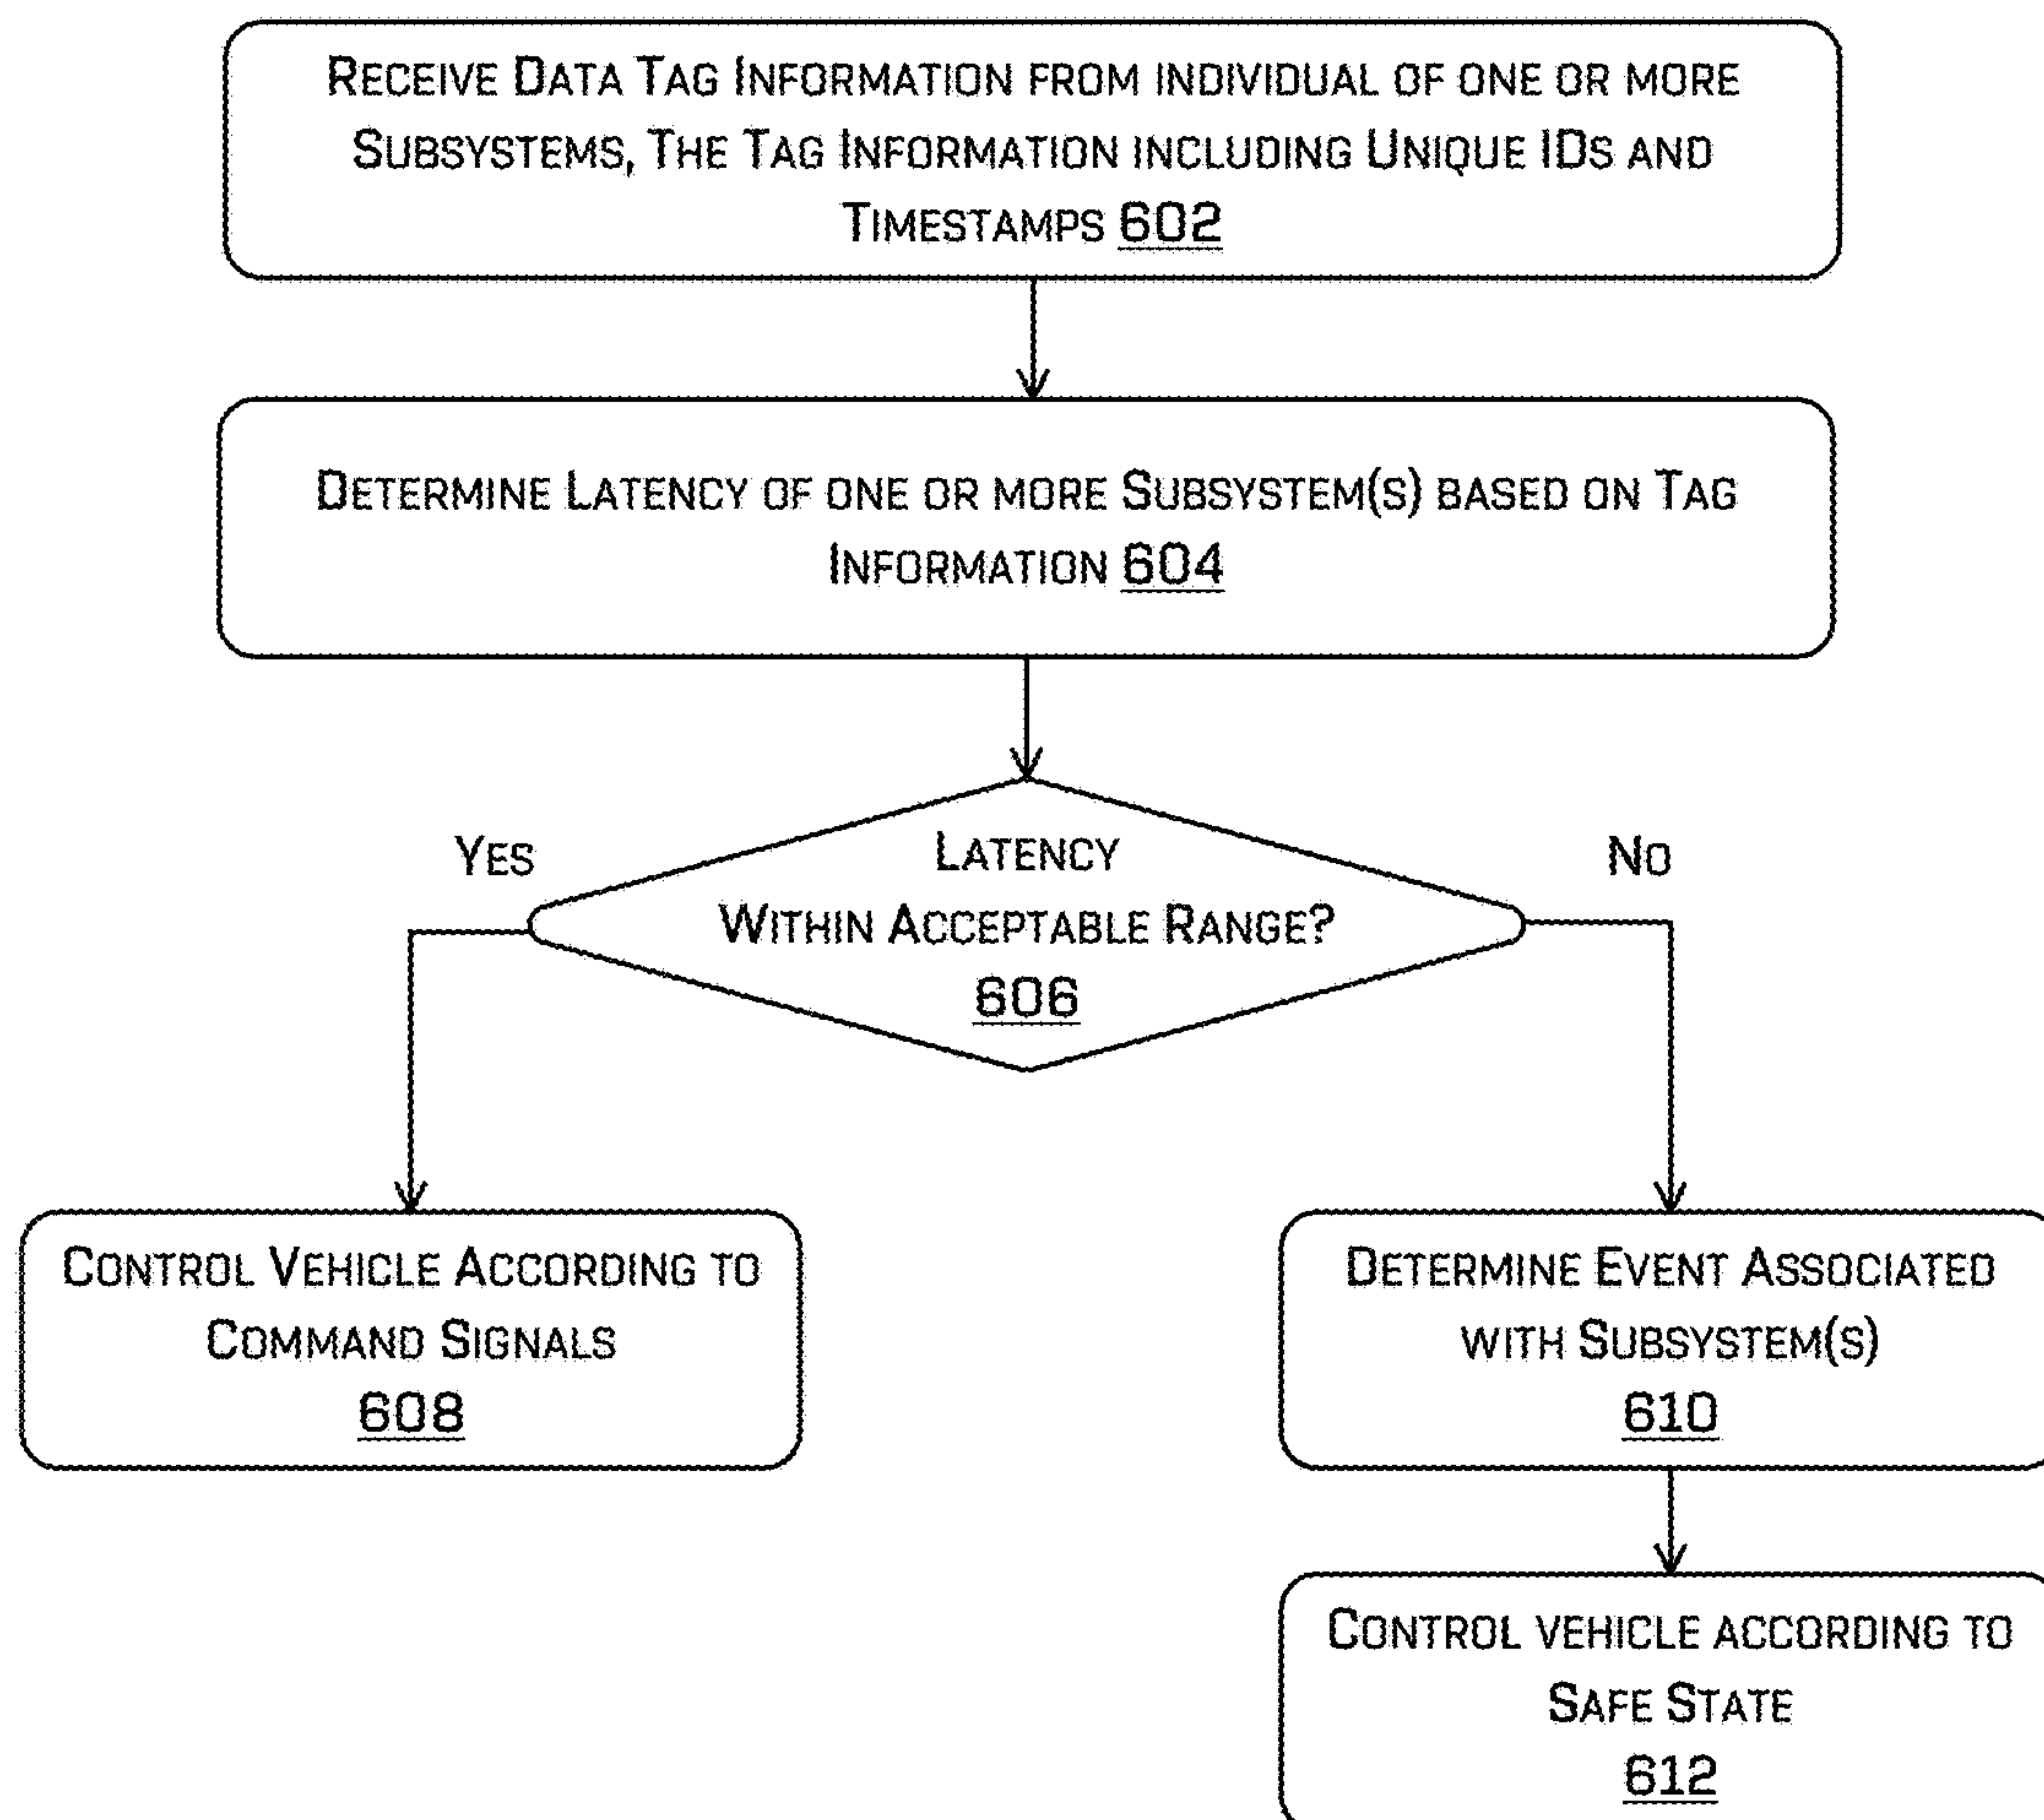 Receive Data Tag Information from individual of one or more
Subsystems, The Tag Information including Unique IDs and
Timestamps 602
Determine Latency of one or more Subsystem(s) based on Tag
Information 604
Yes
No
Latency
Within Acceptable Range?
606
Control Vehicle According to
Command Signals
608
Determine Event Associated
with Subsystem(s)
610
Control vehicle according to
Safe State
612